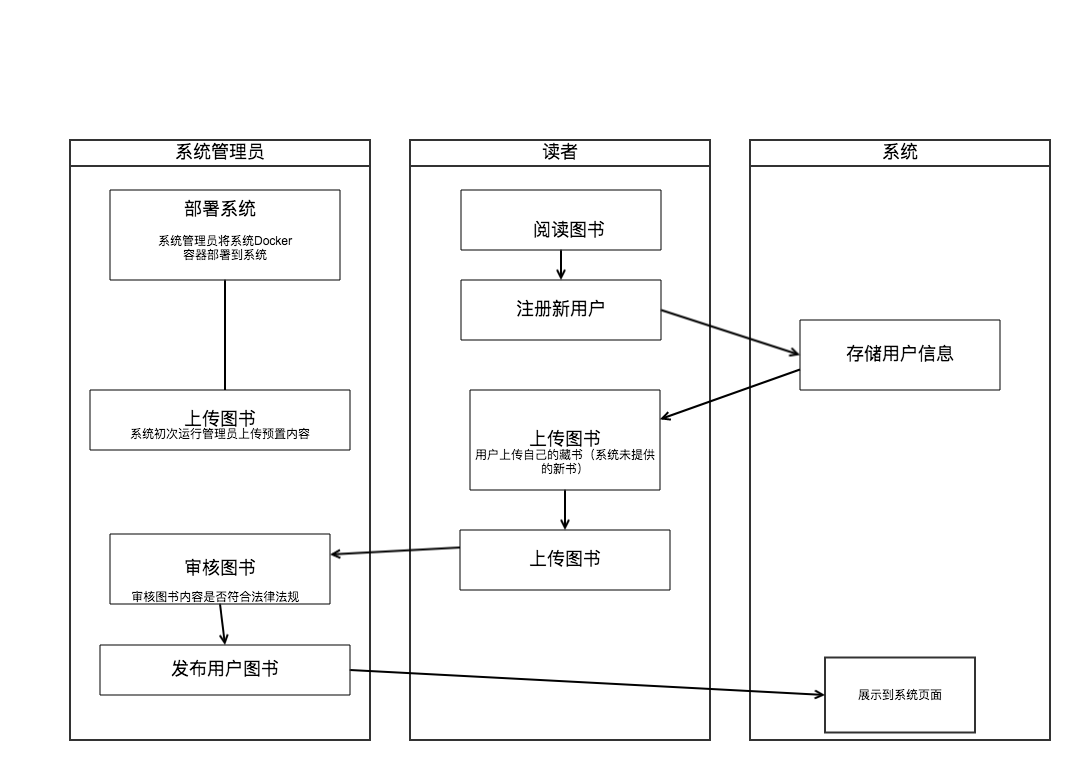 系统管理员
部署系统
系统管理员将系统Docker
容器部署到系统
上传图书
系统初次运行管理员上传预置内容
审核图书
审核图书内容是否符合法律法规
发布用户图书
读者
阅读图书
注册新用户
上传图书
用户上传自己的藏书（系统未提供
的新书）
上传图书
系统
存储用户信息
展示到系统页面